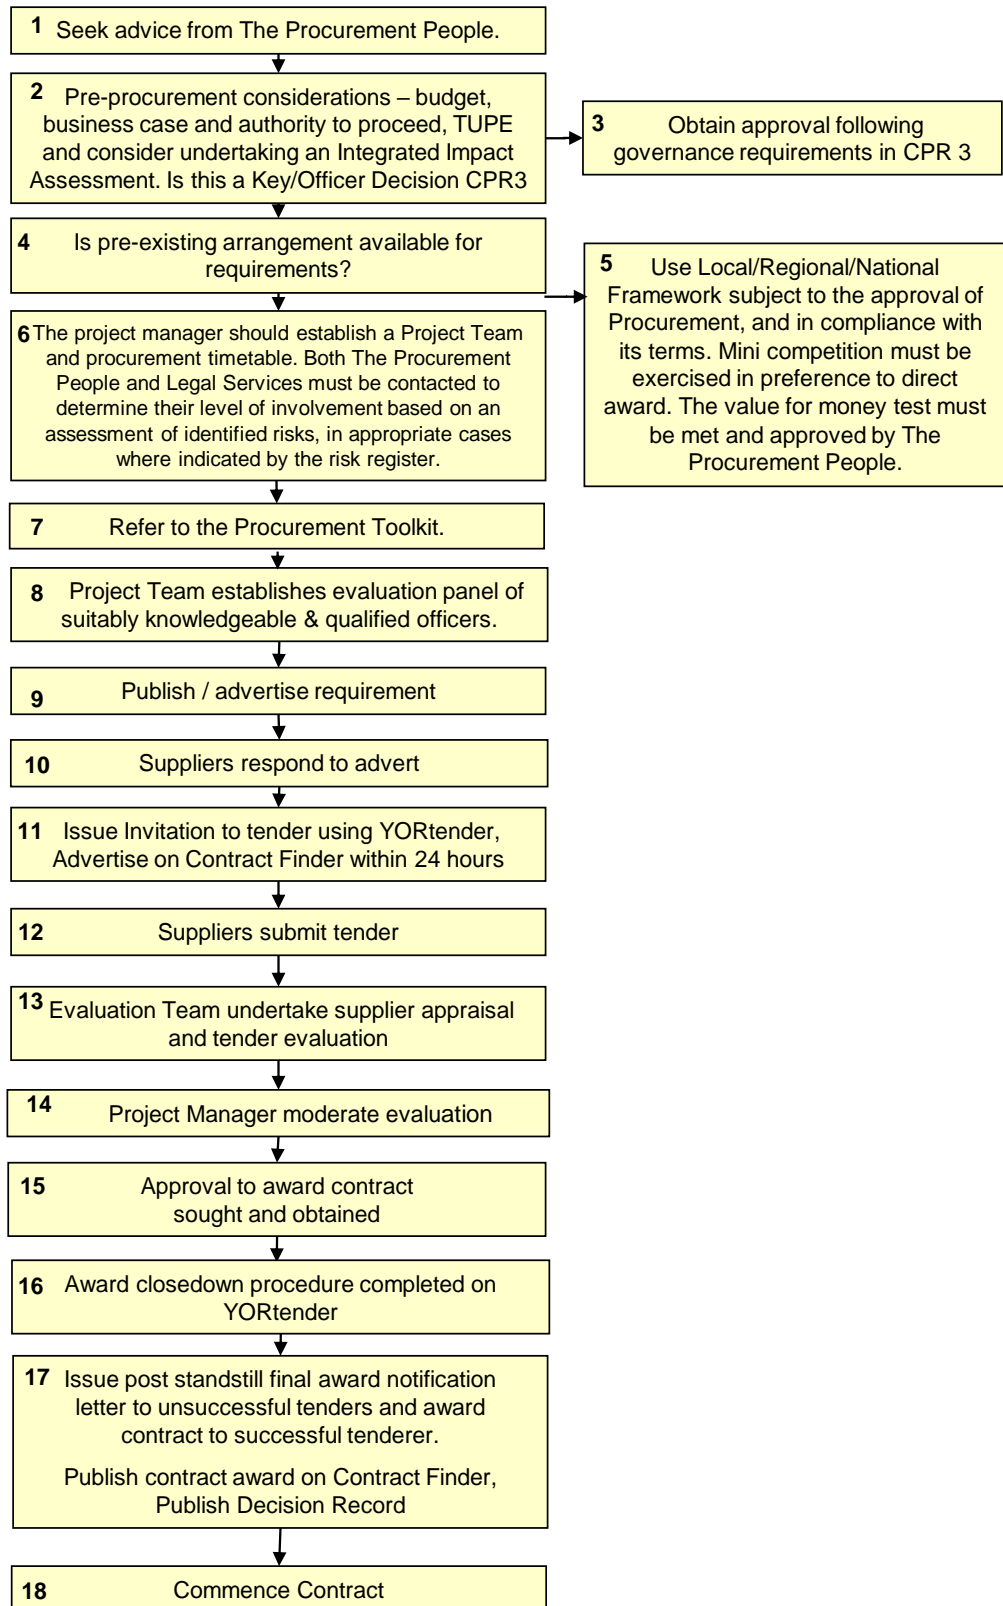 1 Seek advice from The Procurement People.
2 Pre-procurement considerations – budget,
business case and authority to proceed, TUPE
and consider undertaking an Integrated Impact
Assessment. Is this a Key/Officer Decision CPR3
3 Obtain approval following
governance requirements in CPR 3
4 Is pre-existing arrangement available for
requirements?
5 Use Local/Regional/National
Framework subject to the approval of
Procurement, and in compliance with
its terms. Mini competition must be
exercised in preference to direct
award. The value for money test must
be met and approved by The
Procurement People.
6 The project manager should establish a Project Team
and procurement timetable. Both The Procurement
People and Legal Services must be contacted to
determine their level of involvement based on an
assessment of identified risks, in appropriate cases
where indicated by the risk register.
7 Refer to the Procurement Toolkit.
8 Project Team establishes evaluation panel of
suitably knowledgeable & qualified officers.
9 Publish / advertise requirement
10 Suppliers respond to advert
11 Issue Invitation to tender using YORtender,
Advertise on Contract Finder within 24 hours
12 Suppliers submit tender
13 Evaluation Team undertake supplier appraisal
and tender evaluation
14 Project Manager moderate evaluation
15 Approval to award contract
sought and obtained
16 Award closedown procedure completed on
YORtender
17 Issue post standstill final award notification
letter to unsuccessful tenders and award
contract to successful tenderer.
Publish contract award on Contract Finder,
Publish Decision Record
18 Commence Contract